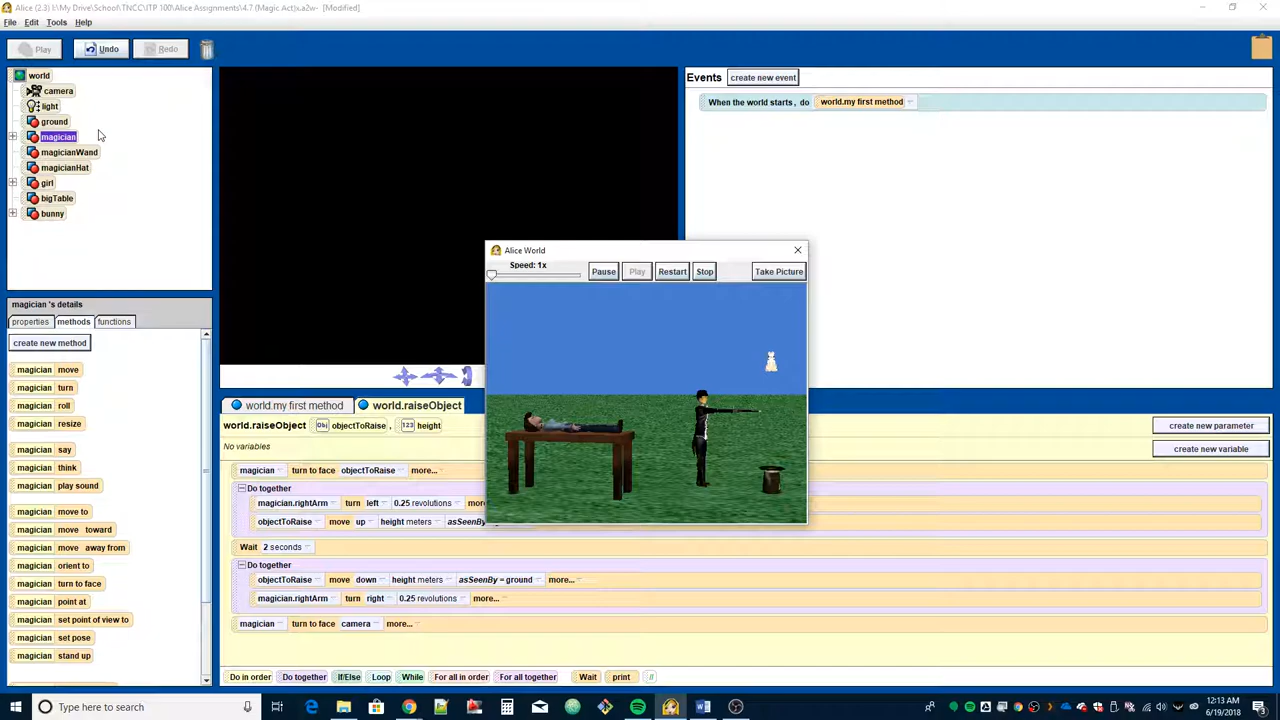 Alice (2.3) I:\My Drive\School\TNCC\ITP 100\Alice Assignments\4.7 (Magic Act)x.a2w- [Modified]
File Edit Tools Help
Play Undo Redo
world
camera
light
ground
magician
magicianWand
magicianHat
girl
bigTable
bunny
Events create new event
When the world starts, do world.my first method
Alice World
Speed: 1x Pause Play Restart Stop Take Picture
magician 's details
properties methods functions
create new method
magician move
magician turn
magician roll
magician resize
magician say
magician think
magician play sound
magician move to
magician move toward
magician move away from
magician orient to
magician turn to face
magician point at
magician set point of view to
magician set pose
magician stand up
world.my first method world.raiseObject
world.raiseObject Obj objectToRaise , 123 height create new parameter
No variables create new variable
magician turn to face objectToRaise more...
Do together
magician.rightArm turn left 0.25 revolutions
objectToRaise move up height meters
Wait 2 seconds
Do together
objectToRaise move down height meters asSeenBy = ground more...
magician.rightArm turn right 0.25 revolutions more...
magician turn to face camera more...
Do in order Do together If/Else Loop While For all in order For all together Wait print //
Type here to search
12:13 AM
6/19/2018